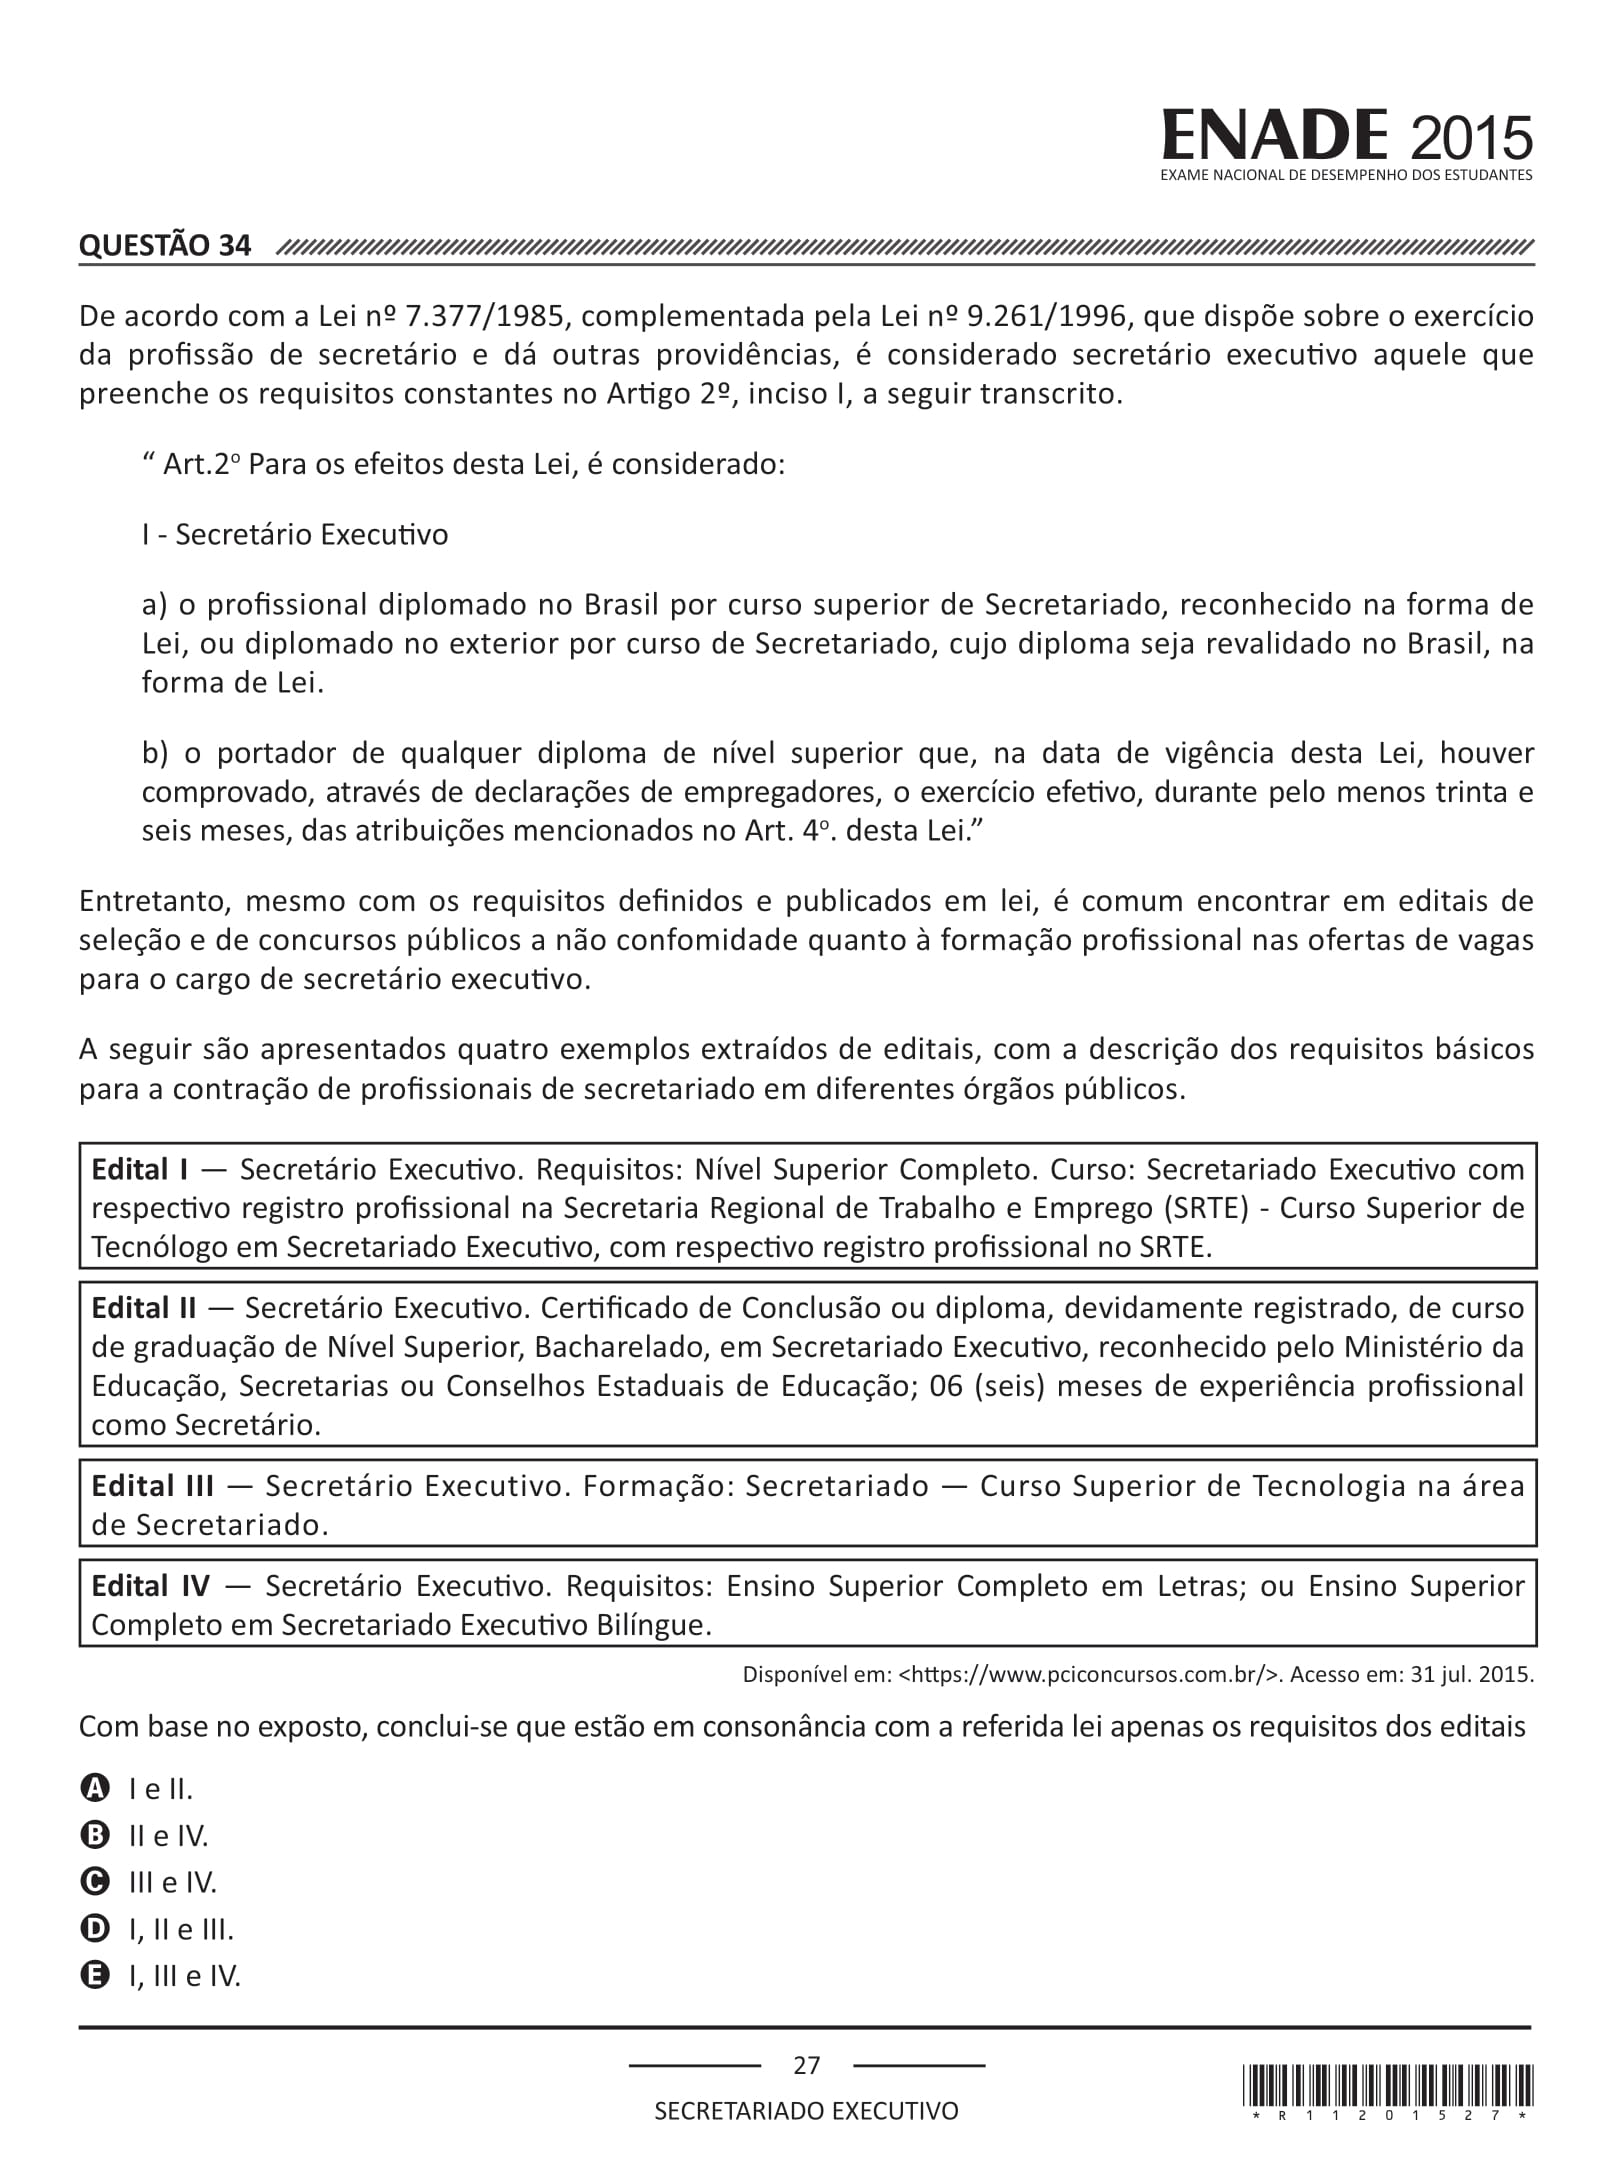 ENADE 2015
EXAME NACIONAL DE DESEMPENHO DOS ESTUDANTES
QUESTÃO 34
De acordo com a Lei nº 7.377/1985, complementada pela Lei nº 9.261/1996, que dispõe sobre o exercício
da profissão de secretário e dá outras providências, é considerado secretário executivo aquele que
preenche os requisitos constantes no Artigo 2º, inciso I, a seguir transcrito.
“ Art.2º Para os efeitos desta Lei, é considerado:
I - Secretário Executivo
a) o profissional diplomado no Brasil por curso superior de Secretariado, reconhecido na forma de
Lei, ou diplomado no exterior por curso de Secretariado, cujo diploma seja revalidado no Brasil, na
forma de Lei.
b) o portador de qualquer diploma de nível superior que, na data de vigência desta Lei, houver
comprovado, através de declarações de empregadores, o exercício efetivo, durante pelo menos trinta e
seis meses, das atribuições mencionados no Art. 4º. desta Lei.”
Entretanto, mesmo com os requisitos definidos e publicados em lei, é comum encontrar em editais de
seleção e de concursos públicos a não confomidade quanto à formação profissional nas ofertas de vagas
para o cargo de secretário executivo.
A seguir são apresentados quatro exemplos extraídos de editais, com a descrição dos requisitos básicos
para a contração de profissionais de secretariado em diferentes órgãos públicos.
Edital I — Secretário Executivo. Requisitos: Nível Superior Completo. Curso: Secretariado Executivo com
respectivo registro profissional na Secretaria Regional de Trabalho e Emprego (SRTE) - Curso Superior de
Tecnólogo em Secretariado Executivo, com respectivo registro profissional no SRTE.
Edital II — Secretário Executivo. Certificado de Conclusão ou diploma, devidamente registrado, de curso
de graduação de Nível Superior, Bacharelado, em Secretariado Executivo, reconhecido pelo Ministério da
Educação, Secretarias ou Conselhos Estaduais de Educação; 06 (seis) meses de experiência profissional
como Secretário.
Edital III — Secretário Executivo. Formação: Secretariado — Curso Superior de Tecnologia na área
de Secretariado.
Edital IV — Secretário Executivo. Requisitos: Ensino Superior Completo em Letras; ou Ensino Superior
Completo em Secretariado Executivo Bilíngue.
Disponível em: <https://www.pciconcursos.com.br/>. Acesso em: 31 jul. 2015.
Com base no exposto, conclui-se que estão em consonância com a referida lei apenas os requisitos dos editais
A I e II.
B II e IV.
C III e IV.
D I, II e III.
E I, III e IV.
27
SECRETARIADO EXECUTIVO
*R11201527*